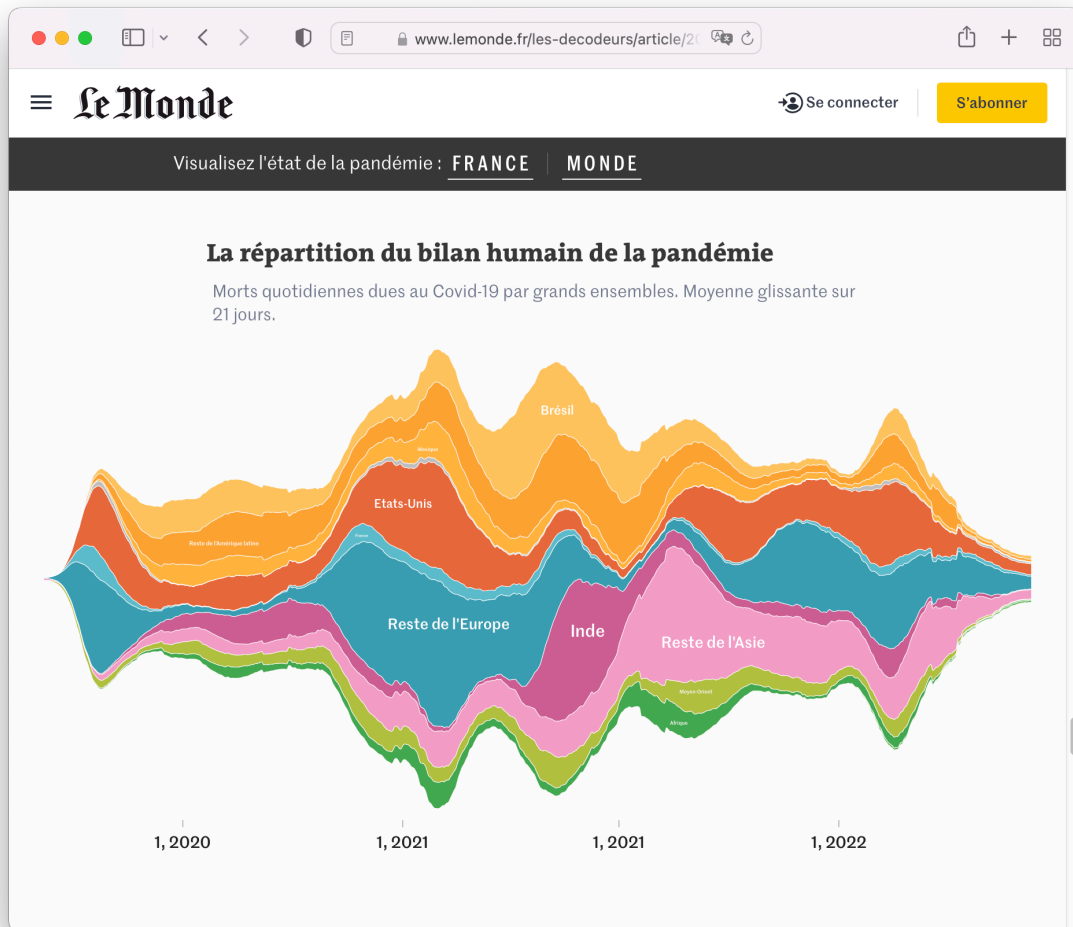 www.lemonde.fr/les-decodeurs/article/20
Le Monde
Se connecter
S'abonner
Visualisez l'état de la pandémie : FRANCE MONDE
La répartition du bilan humain de la pandémie
Morts quotidiennes dues au Covid-19 par grands ensembles. Moyenne glissante sur
21 jours.
Brésil
Mexique
Etats-Unis
France
Reste de l'Amérique latine
Reste de l'Europe
Inde
Reste de l'Asie
Moyen-Orient
Afrique
1, 2020 1, 2021 1, 2021 1, 2022